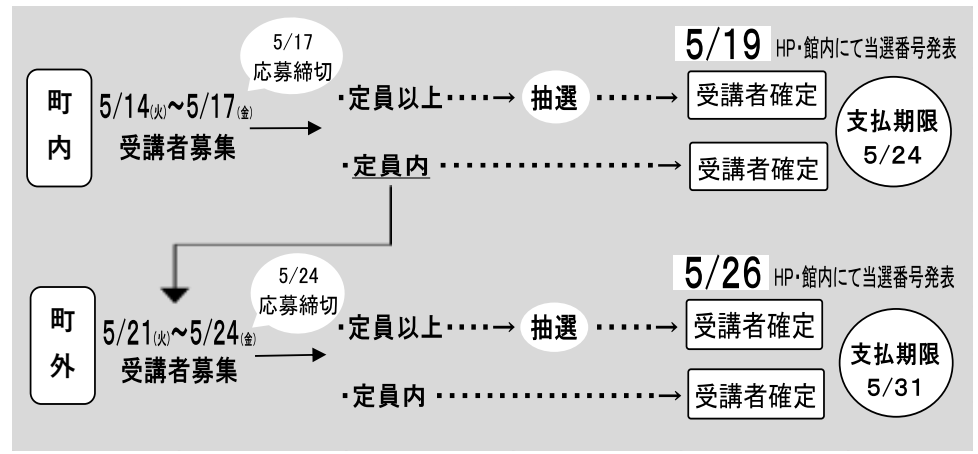 町内
5/14(火)~5/17(金)
受講者募集
5/17
応募締切
・定員以上・・・・・→ 抽選 ・・・・・・→
5/19 HP・館内にて当選番号発表
受講者確定
・定員内・・・・・・・・・・・・・・・・・・→
受講者確定
支払期限
5/24
町外
5/21(火)~5/24(金)
受講者募集
5/24
応募締切
・定員以上・・・・・→ 抽選 ・・・・・・→
5/26 HP・館内にて当選番号発表
受講者確定
・定員内・・・・・・・・・・・・・・・・・・→
受講者確定
支払期限
5/31